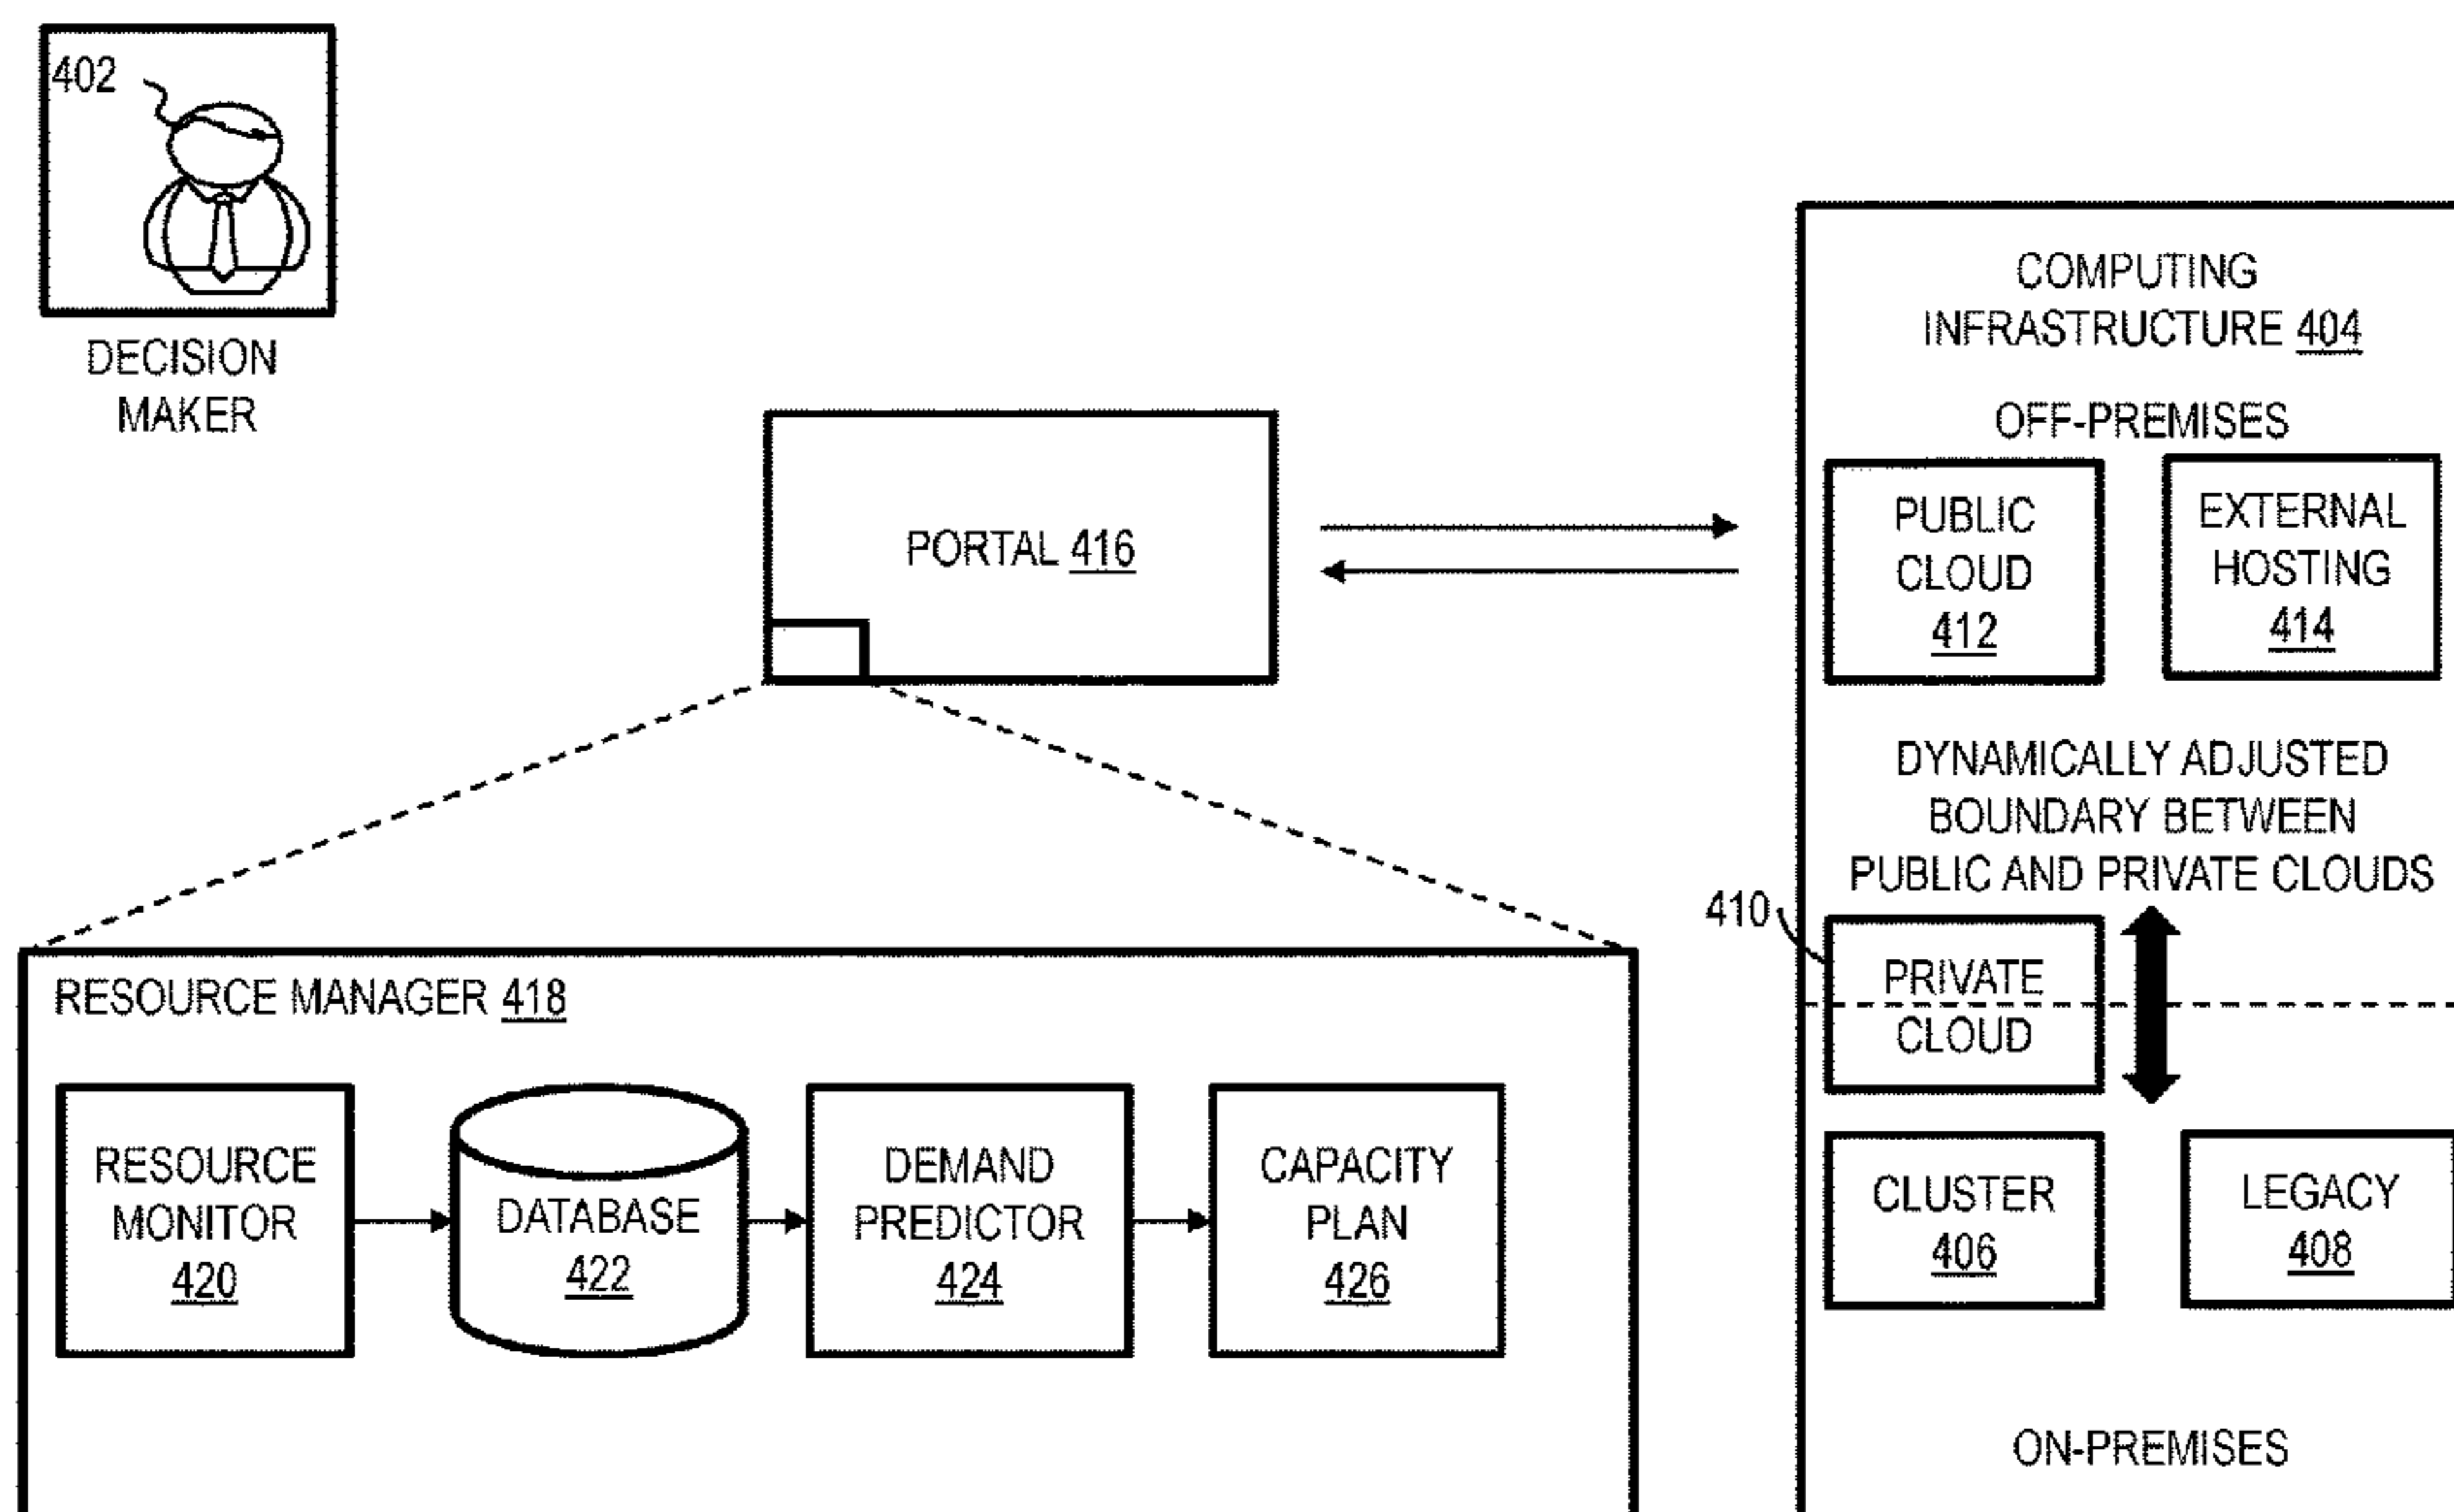 402
DECISION
MAKER
PORTAL 416
COMPUTING
INFRASTRUCTURE 404
OFF-PREMISES
PUBLIC
CLOUD
412
EXTERNAL
HOSTING
414
DYNAMICALLY ADJUSTED
BOUNDARY BETWEEN
PUBLIC AND PRIVATE CLOUDS
410
PRIVATE
CLOUD
CLUSTER
406
LEGACY
408
ON-PREMISES
RESOURCE MANAGER 418
RESOURCE
MONITOR
420
DATABASE
422
DEMAND
PREDICTOR
424
CAPACITY
PLAN
426